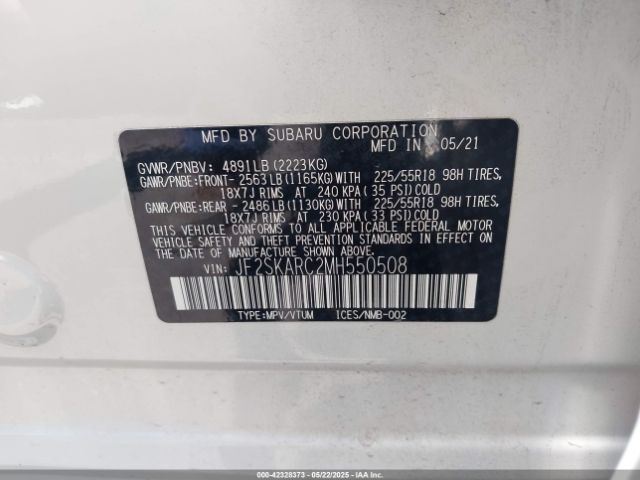 MFD BY SUBARU CORPORATION
MFD IN 05/21
GVWR/PNBV: 4891LB (2223KG)
GAWR/PNBE:FRONT- 2563LB (1165KG) WITH 225/55R18 98H TIRES,
18X7J RIMS AT 240 KPA (35 PSI) COLD
GAWR/PNBE:REAR - 2486LB (1130KG) WITH 225/55R18 98H TIRES,
18X7J RIMS AT 230 KPA (33 PSI) COLD
THIS VEHICLE CONFORMS TO ALL APPLICABLE FEDERAL MOTOR
VEHICLE SAFETY AND THEFT PREVENTION STANDARDS IN EFFECT ON
THE DATE OF MANUFACTURE SHOWN ABOVE.
VIN: JF2SKARC2MH550508
TYPE:MPV/VTUM ICES/NMB-002
000-42328373 - 05/22/2025 - IAAI.COM